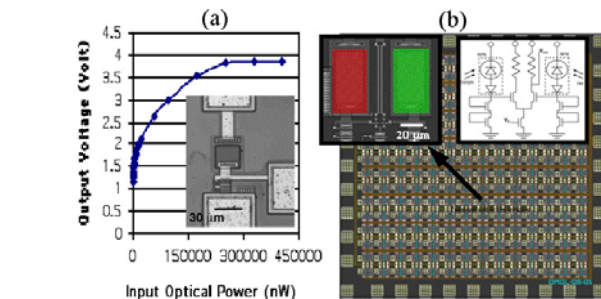 (a)
(b)
Output Voltage (Volt)
4.5
4
3.5
3
2.5
2
1.5
1
0.5
0
0
150000
300000
450000
Input Optical Power (nW)
30 µm
20 µm